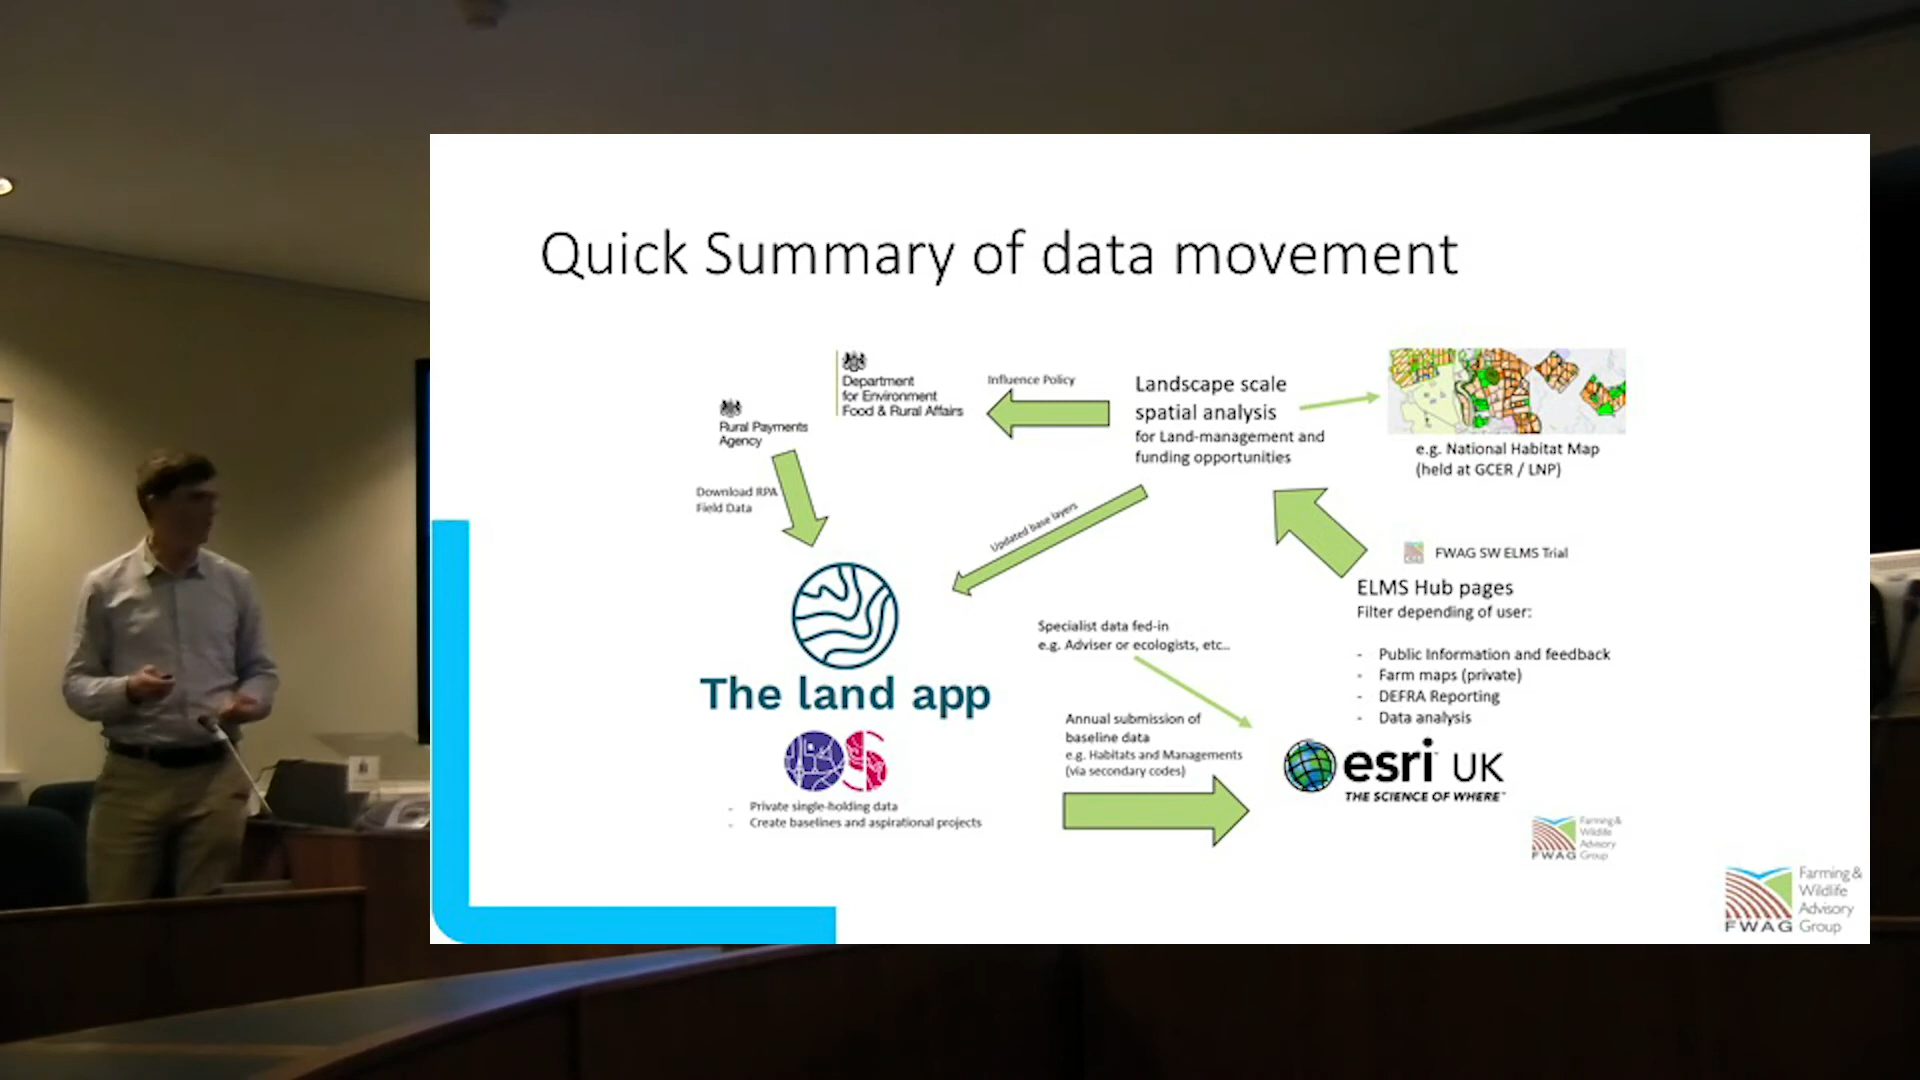 Quick Summary of data movement
Department
for Environment
Food & Rural Affairs
Influence Policy
Landscape scale
spatial analysis
for Land-management and
funding opportunities
e.g. National Habitat Map
(held at GCER / LNP)
Rural Payments
Agency
Download RPA
Field Data
Updated base layers
FWAG SW ELMS Trial
ELMS Hub pages
Filter depending of user:
- Public Information and feedback
- Farm maps (private)
- DEFRA Reporting
- Data analysis
Specialist data fed-in
e.g. Adviser or ecologists, etc...
The land app
OS
- Private single-holding data
- Create baselines and aspirational projects
Annual submission of
baseline data
e.g. Habitats and Managements
(via secondary codes)
esri UK
THE SCIENCE OF WHERE™
Farming &
Wildlife
Advisory
FWAG Group
Farming &
Wildlife
Advisory
FWAG Group